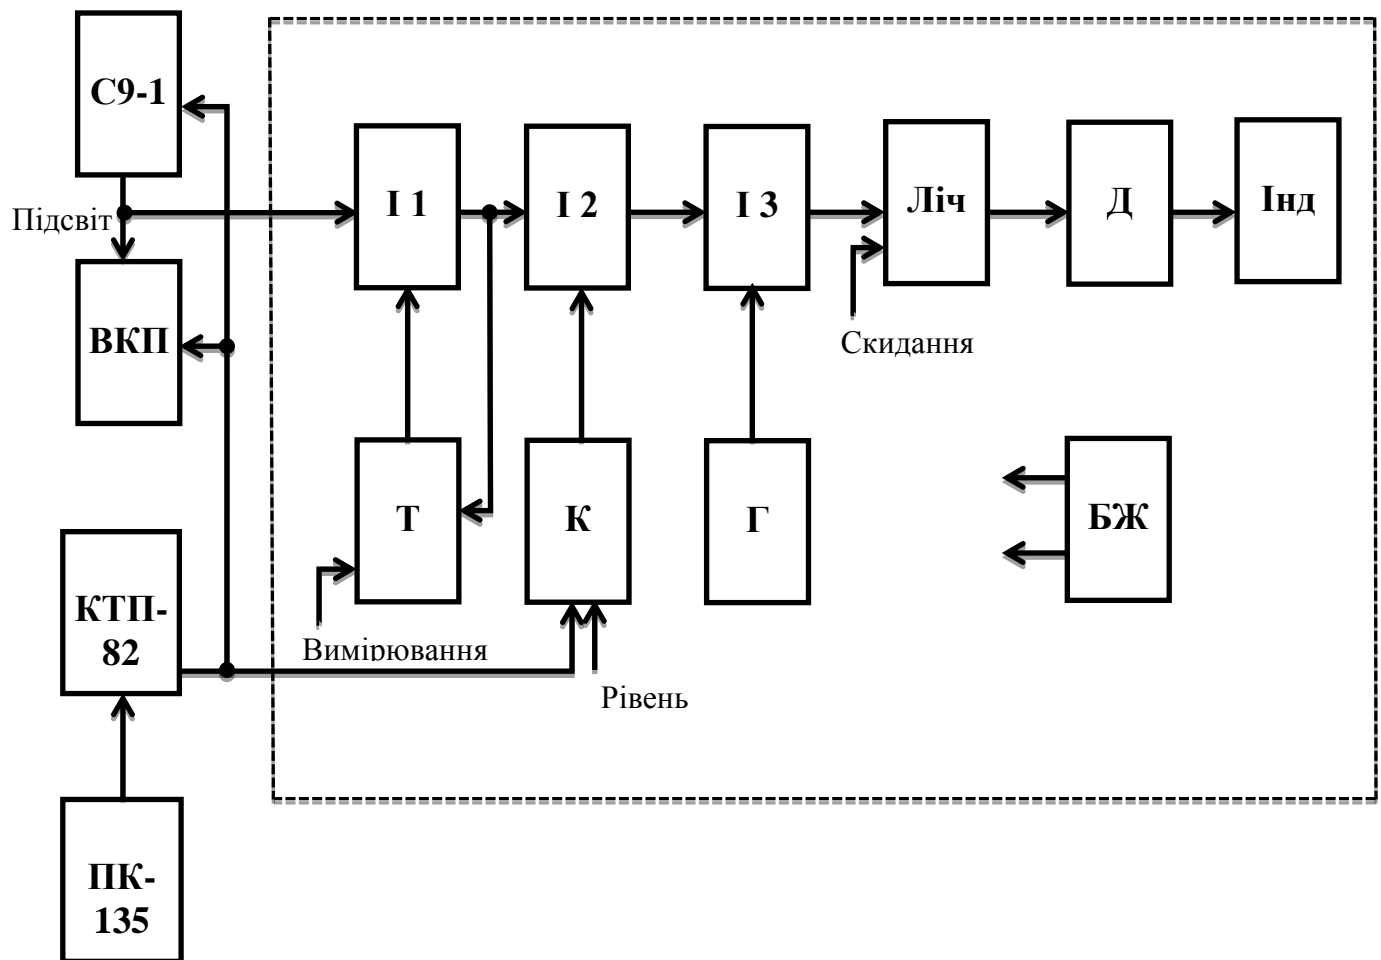 С9-1
І 1
І 2
І 3
Ліч
Д
Інд
Підсвіт
ВКП
Скидання
Т
К
Г
БЖ
КТП-
82
Вимірювання
Рівень
ПК-
135